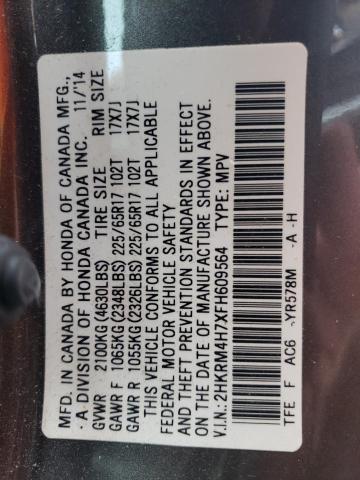 MFD. IN CANADA BY HONDA OF CANADA MFG.,
- A DIVISION OF HONDA CANADA INC. 11/'14
GVWR 2100KG(4630LBS) TIRE SIZE RIM SIZE
GAWR F 1065KG(2348LBS) 225/65R17 102T 17X7J
GAWR R 1055KG(2326LBS) 225/65R17 102T 17X7J
THIS VEHICLE CONFORMS TO ALL APPLICABLE
FEDERAL MOTOR VEHICLE SAFETY
AND THEFT PREVENTION STANDARDS IN EFFECT
ON THE DATE OF MANUFACTURE SHOWN ABOVE.
V.I.N.: 2HKRM4H7XFH609564 TYPE: MPV
TFE F AC6 -YR578M -A -H